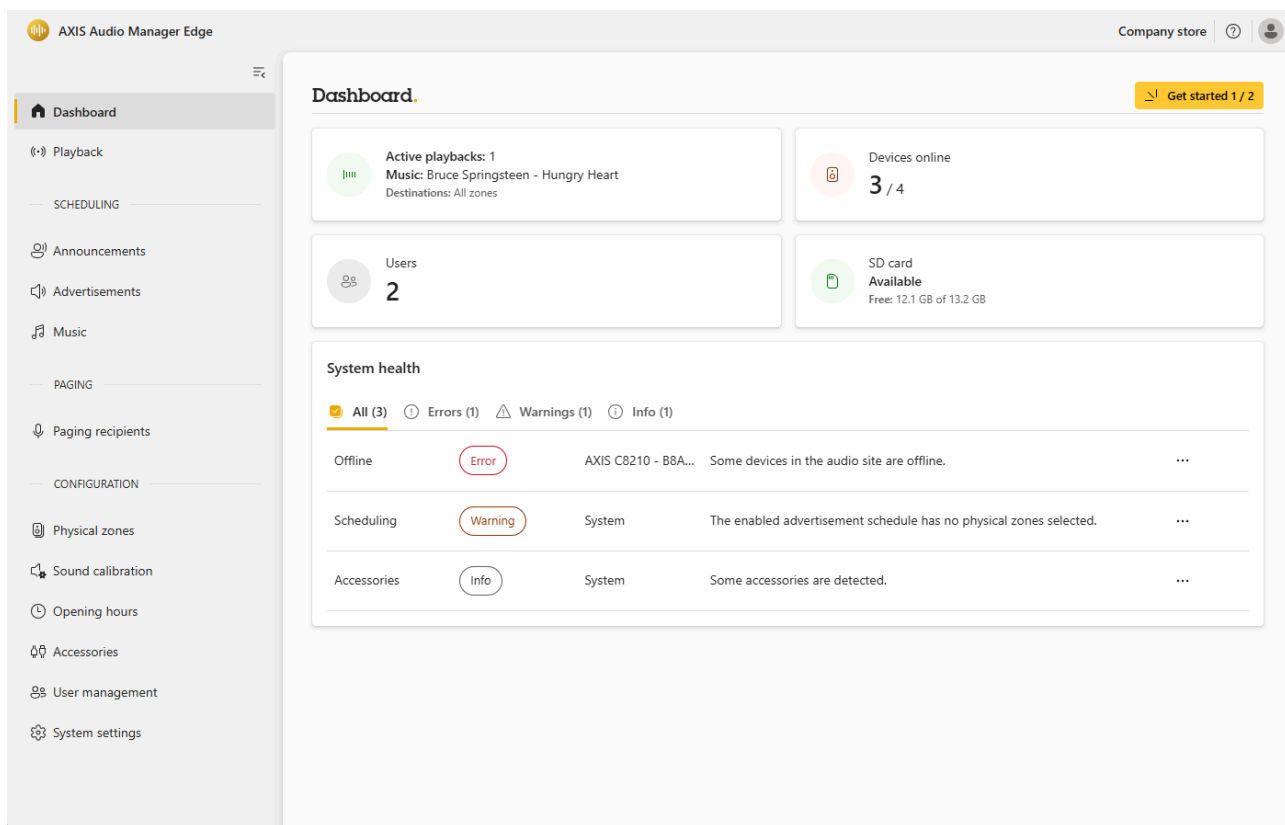 AXIS Audio Manager Edge
Company store
Dashboard
Playback
SCHEDULING
Announcements
Advertisements
Music
PAGING
Paging recipients
CONFIGURATION
Physical zones
Sound calibration
Opening hours
Accessories
User management
System settings
Dashboard.
Get started 1 / 2
Active playbacks: 1
Music: Bruce Springsteen - Hungry Heart
Destinations: All zones
Devices online
3 / 4
Users
2
SD card
Available
Free: 12.1 GB of 13.2 GB
System health
All (3) Errors (1) Warnings (1) Info (1)
Offline Error AXIS C8210 - B8A... Some devices in the audio site are offline. ...
Scheduling Warning System The enabled advertisement schedule has no physical zones selected. ...
Accessories Info System Some accessories are detected. ...